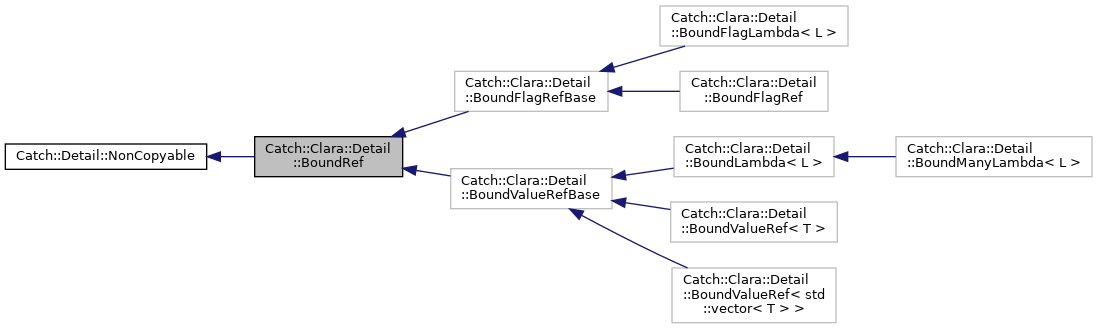 Catch::Detail::NonCopyable
Catch::Clara::Detail
::BoundRef
Catch::Clara::Detail
::BoundFlagRefBase
Catch::Clara::Detail
::BoundValueRefBase
Catch::Clara::Detail
::BoundFlagLambda< L >
Catch::Clara::Detail
::BoundFlagRef
Catch::Clara::Detail
::BoundLambda< L >
Catch::Clara::Detail
::BoundValueRef< T >
Catch::Clara::Detail
::BoundValueRef< std
::vector< T > >
Catch::Clara::Detail
::BoundManyLambda< L >